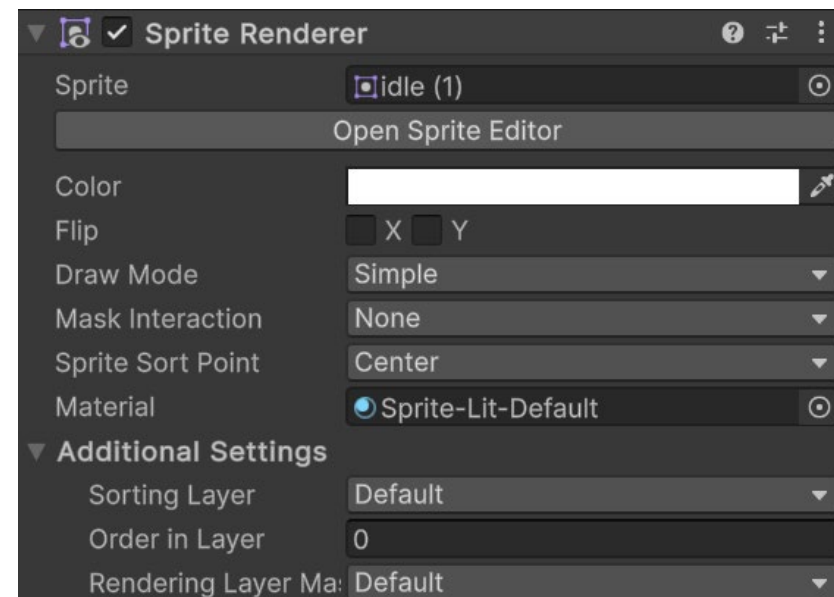 Sprite Renderer
Sprite idle (1)
Open Sprite Editor
Color
Flip X Y
Draw Mode Simple
Mask Interaction None
Sprite Sort Point Center
Material Sprite-Lit-Default
Additional Settings
Sorting Layer Default
Order in Layer 0
Rendering Layer Ma Default